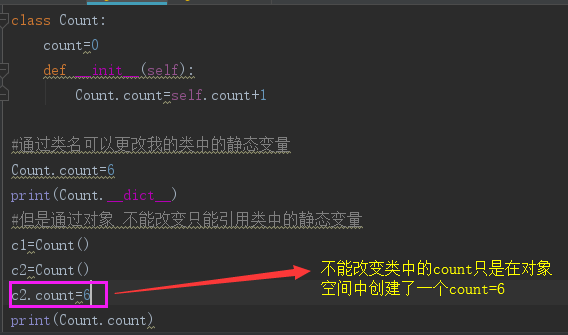 class Count:
    count=0
    def __init__(self):
        Count.count=self.count+1
#通过类名可以更改我的类中的静态变量
Count.count=6
print(Count.__dict__)
#但是通过对象 不能改变只能引用类中的静态变量
c1=Count()
c2=Count()
c2.count=6
print(Count.count)
不能改变类中的count只是在对象
空间中创建了一个count=6